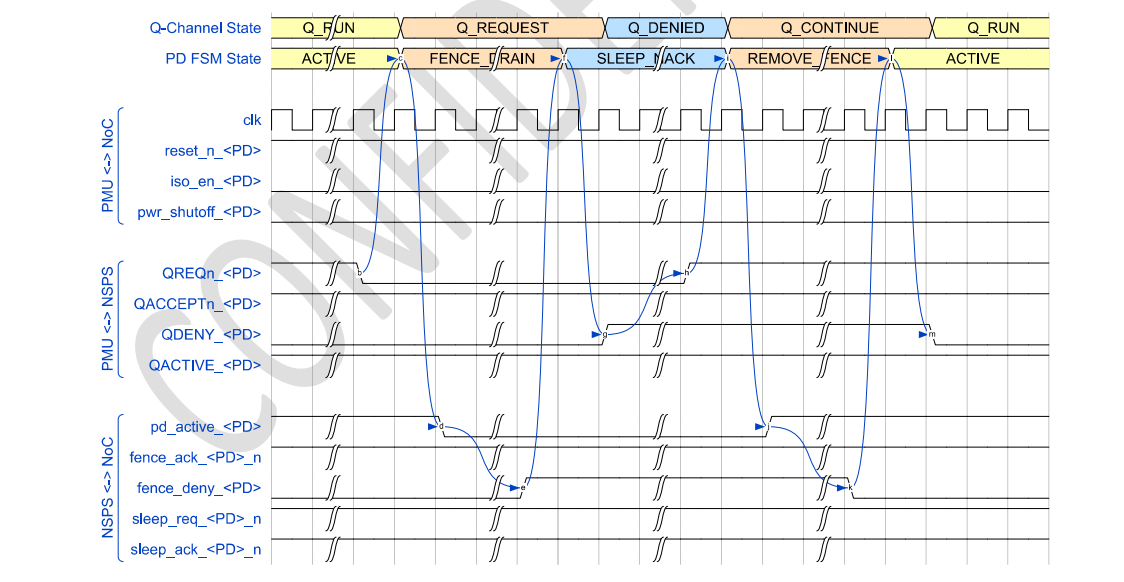 Q-Channel State Q_RUN Q_REQUEST Q_DENIED Q_CONTINUE Q_RUN
PD FSM State ACTIVE c FENCE_DRAIN f SLEEP_NACK i REMOVE_FENCE l ACTIVE
PMU <-> NoC
clk
reset_n_<PD>
iso_en_<PD>
pwr_shutoff_<PD>
PMU <-> NSPS
QREQn_<PD> b h
QACCEPTn_<PD>
QDENY_<PD> g m
QACTIVE_<PD>
NSPS <-> NoC
pd_active_<PD> d j
fence_ack_<PD>_n
fence_deny_<PD> e k
sleep_req_<PD>_n
sleep_ack_<PD>_n